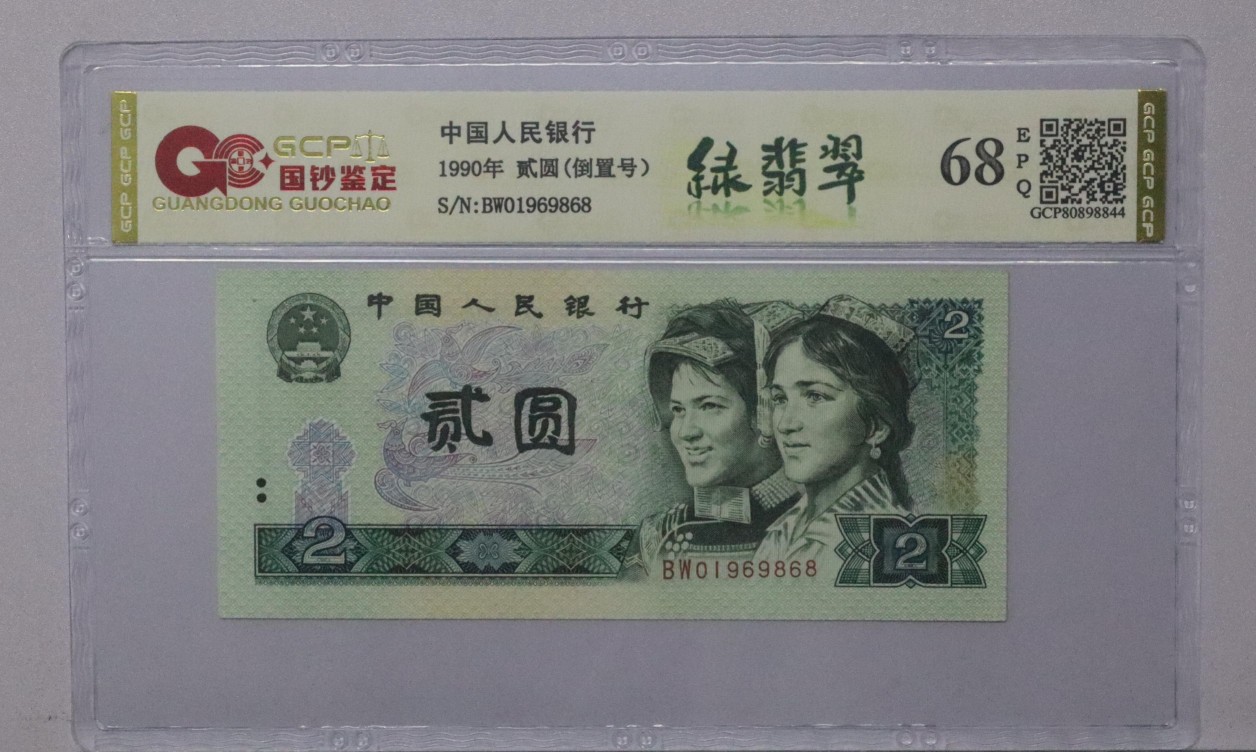 GCP GCP GCP
GCP
国钞鉴定
GUANGDONG GUOCHAO
中国人民银行
1990年 贰圆(倒置号)
S/N:BW01969868
绿翡翠
68
EPQ
GCP80898844
GCP GCP GCP
中国人民银行
2
贰圆
2
BW01969868
2